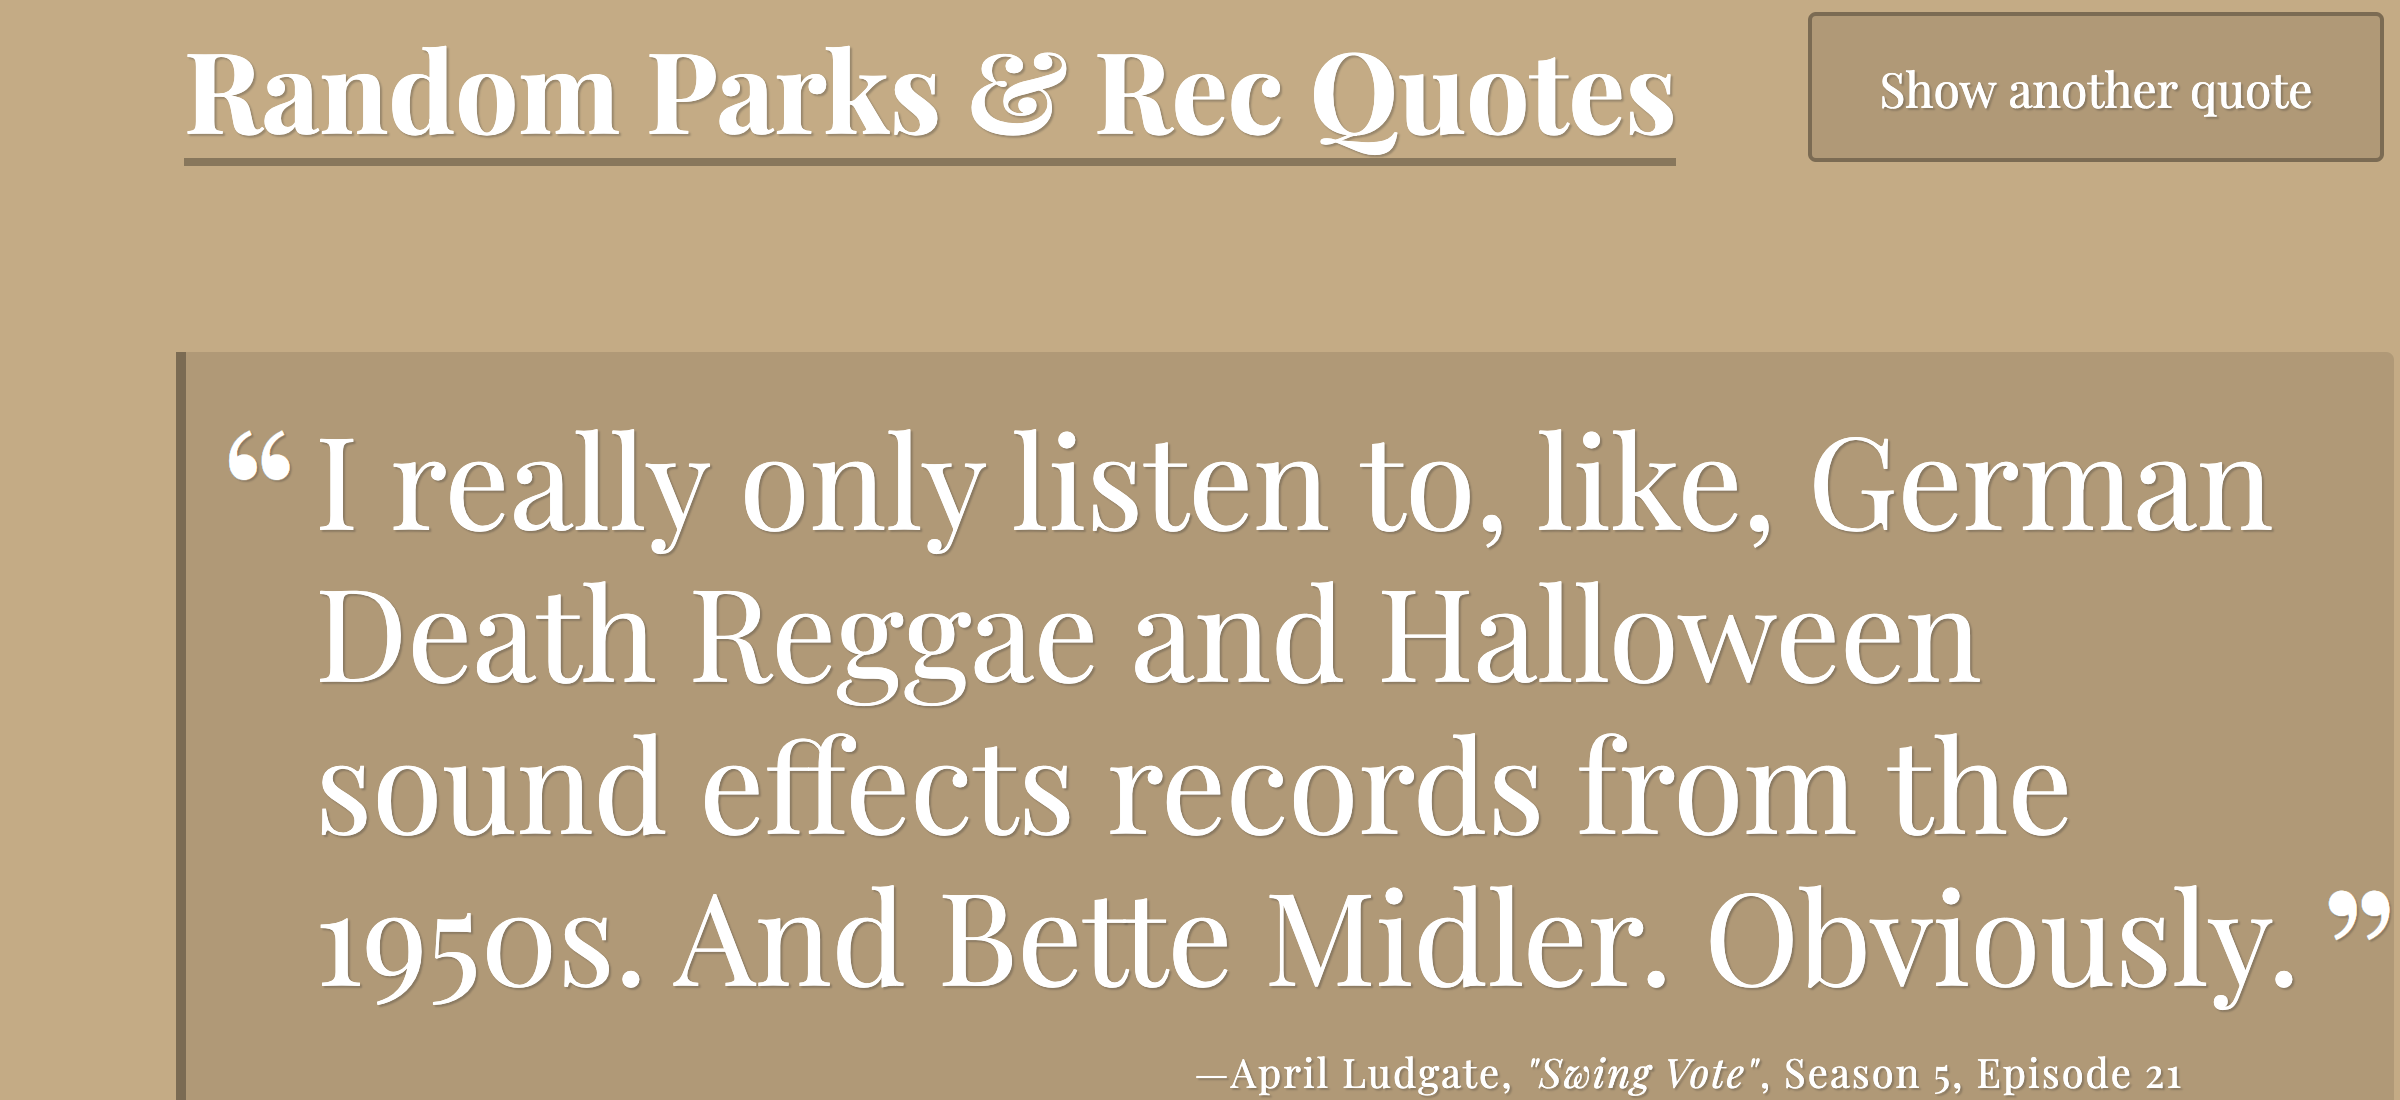 Random Parks & Rec Quotes
Show another quote
“I really only listen to, like, German
Death Reggae and Halloween
sound effects records from the
1950s. And Bette Midler. Obviously.”
—April Ludgate, "Swing Vote", Season 5, Episode 21